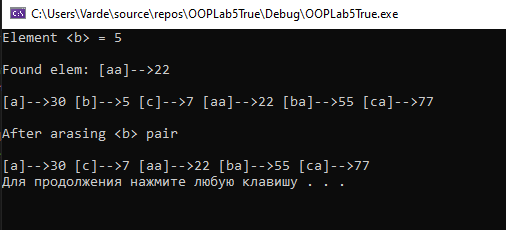 C:\Users\Varde\source\repos\OOPLab5True\Debug\OOPLab5True.exe
Element <b> = 5
Found elem: [aa]-->22
[a]-->30 [b]-->5 [c]-->7 [aa]-->22 [ba]-->55 [ca]-->77
After arasing <b> pair
[a]-->30 [c]-->7 [aa]-->22 [ba]-->55 [ca]-->77
Для продолжения нажмите любую клавишу . . .